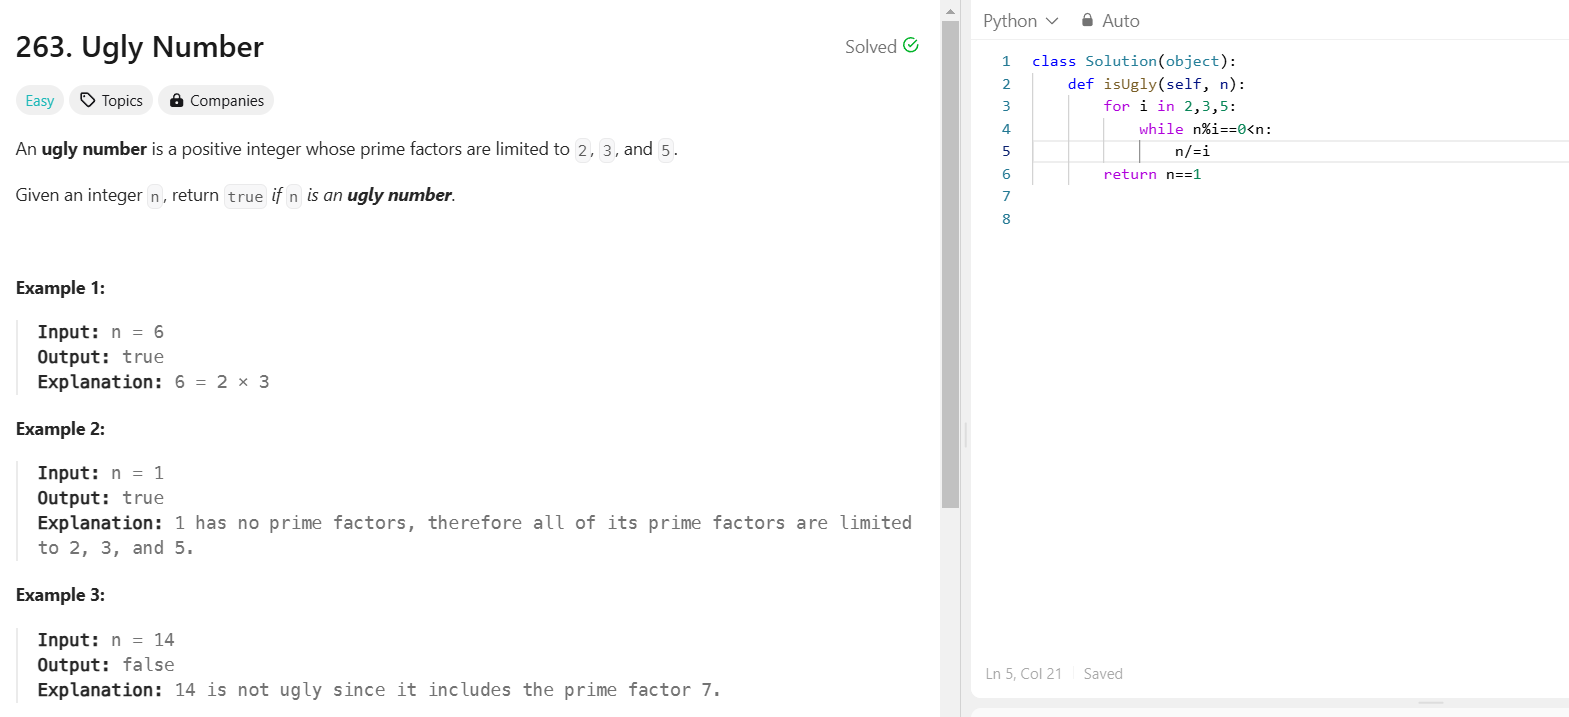 263. Ugly Number
Solved
Easy
Topics
Companies
An ugly number is a positive integer whose prime factors are limited to 2, 3, and 5.
Given an integer n, return true if n is an ugly number.
Example 1:
Input: n = 6
Output: true
Explanation: 6 = 2 × 3
Example 2:
Input: n = 1
Output: true
Explanation: 1 has no prime factors, therefore all of its prime factors are limited
to 2, 3, and 5.
Example 3:
Input: n = 14
Output: false
Explanation: 14 is not ugly since it includes the prime factor 7.
Python
Auto
1 class Solution(object):
2     def isUgly(self, n):
3         for i in 2,3,5:
4             while n%i==0<n:
5                 n/=i
6         return n==1
7
8
Ln 5, Col 21
Saved